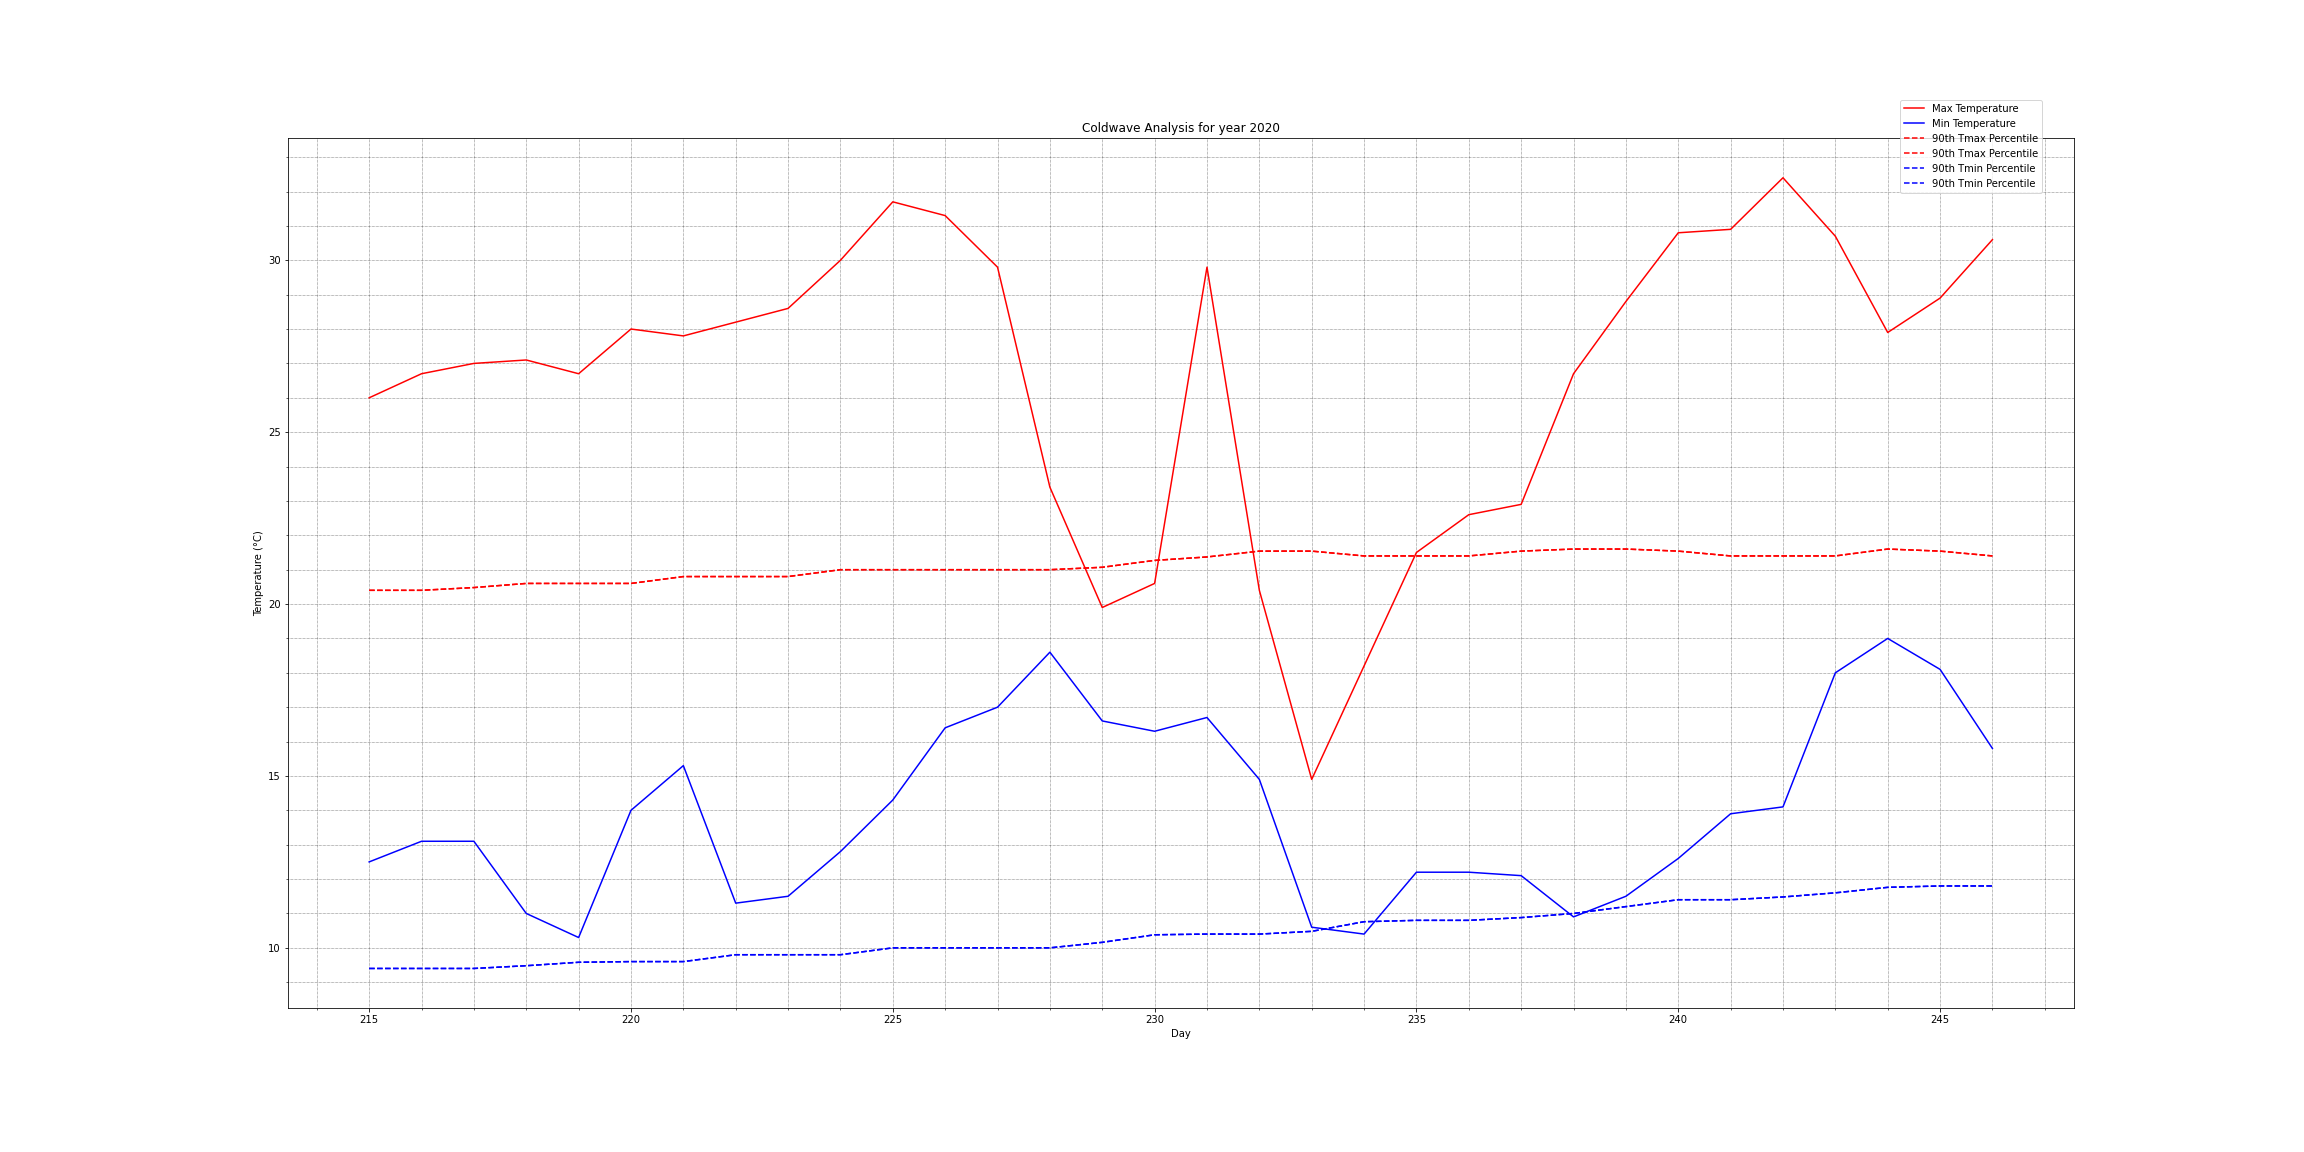 Coldwave Analysis for year 2020
Max Temperature
Min Temperature
90th Tmax Percentile
90th Tmax Percentile
90th Tmin Percentile
90th Tmin Percentile
Temperature (°C)
30
25
20
15
10
215
220
225
230
235
240
245
Day